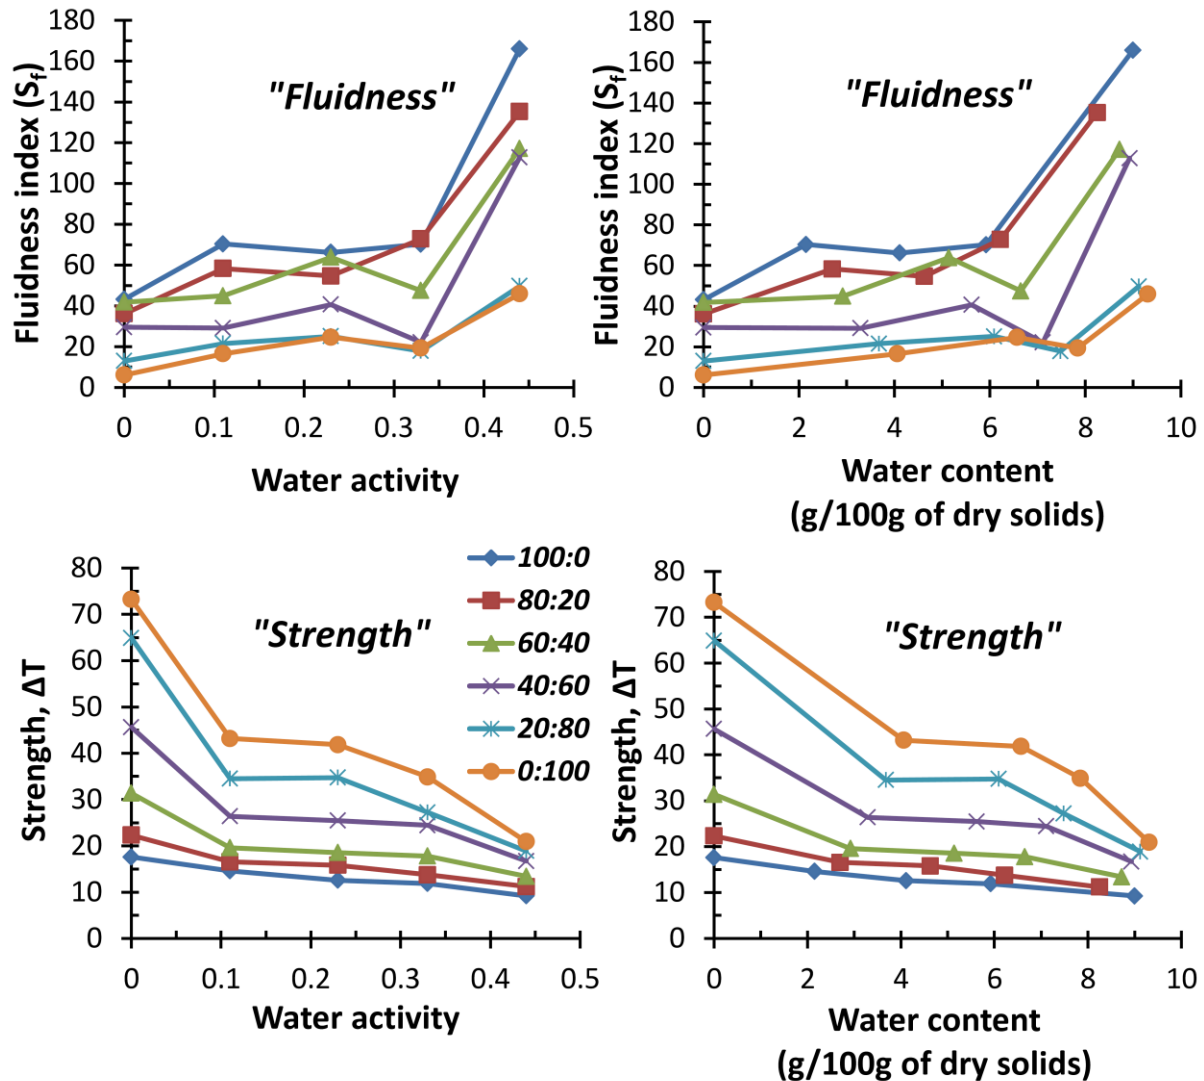 180
160
140
120
100
80
60
40
20
0
Fluidness index (Sf)
"Fluidness"
0 0.1 0.2 0.3 0.4 0.5
Water activity
180
160
140
120
100
80
60
40
20
0
Fluidness index (Sf)
"Fluidness"
0 2 4 6 8 10
Water content
(g/100g of dry solids)
80
70
60
50
40
30
20
10
0
Strength, ΔT
"Strength"
0 0.1 0.2 0.3 0.4 0.5
Water activity
100:0
80:20
60:40
40:60
20:80
0:100
80
70
60
50
40
30
20
10
0
Strength, ΔT
"Strength"
0 2 4 6 8 10
Water content
(g/100g of dry solids)